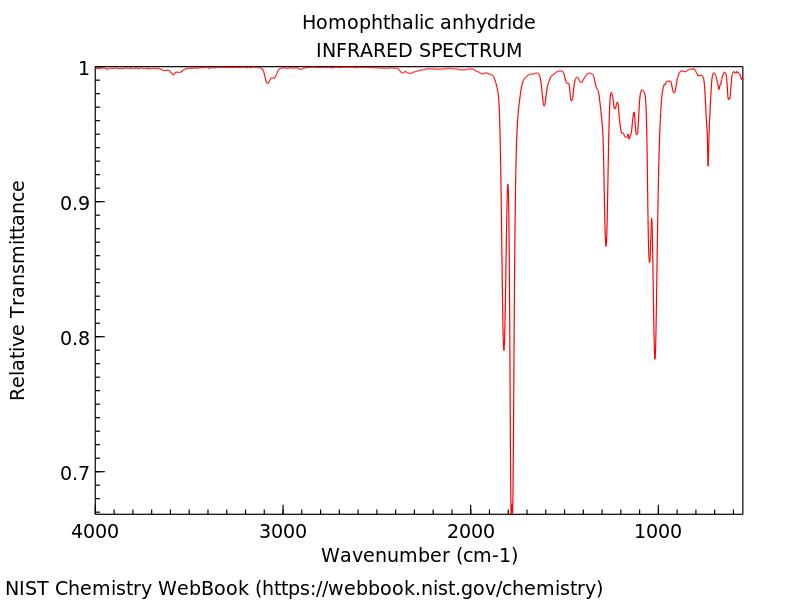 Homophthalic anhydride
INFRARED SPECTRUM
1
0.9
0.8
0.7
Relative Transmittance
4000 3000 2000 1000
Wavenumber (cm-1)
NIST Chemistry WebBook (https://webbook.nist.gov/chemistry)